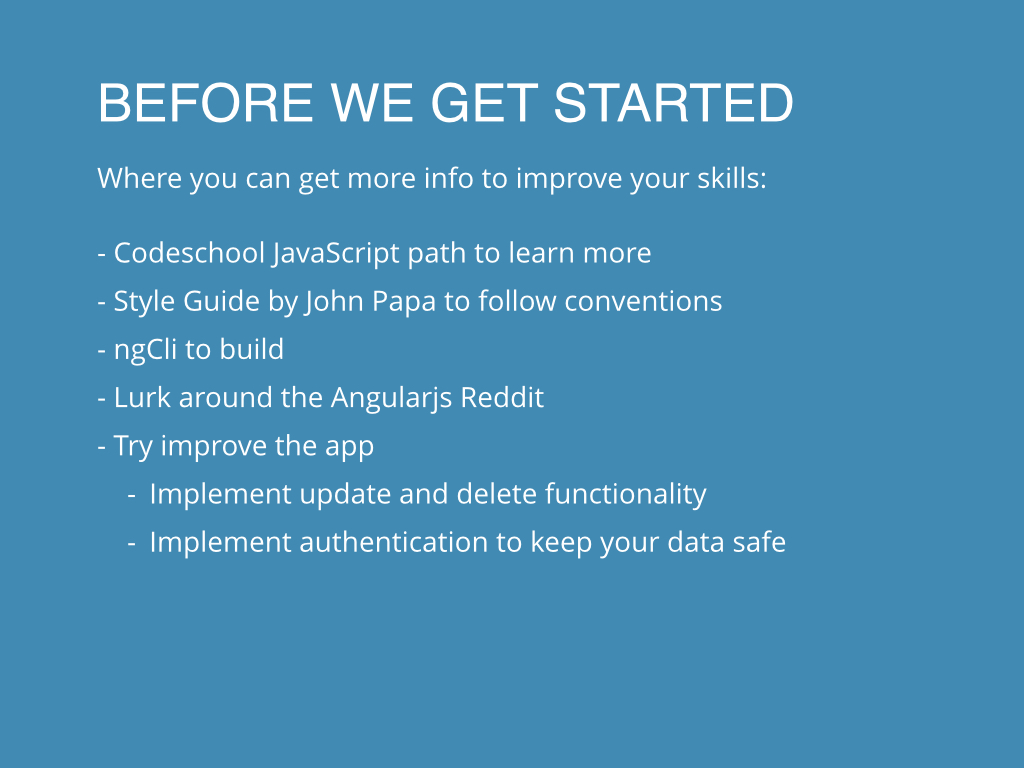 BEFORE WE GET STARTED
Where you can get more info to improve your skills:
- Codeschool JavaScript path to learn more
- Style Guide by John Papa to follow conventions
- ngCli to build
- Lurk around the Angularjs Reddit
- Try improve the app
- Implement update and delete functionality
- Implement authentication to keep your data safe